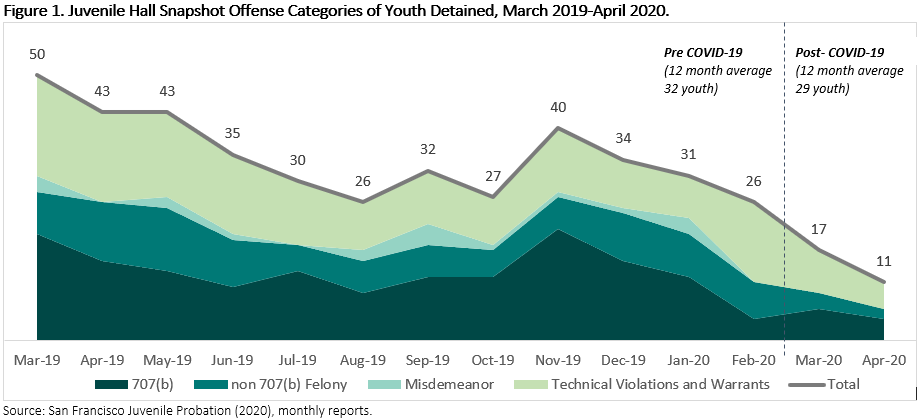 Figure 1. Juvenile Hall Snapshot Offense Categories of Youth Detained, March 2019-April 2020.
Pre COVID-19
(12 month average
32 youth)
Post- COVID-19
(12 month average
29 youth)
50
43
43
35
30
26
32
27
40
34
31
26
17
11
Mar-19 Apr-19 May-19 Jun-19 Jul-19 Aug-19 Sep-19 Oct-19 Nov-19 Dec-19 Jan-20 Feb-20 Mar-20 Apr-20
707(b) non 707(b) Felony Misdemeanor Technical Violations and Warrants Total
Source: San Francisco Juvenile Probation (2020), monthly reports.